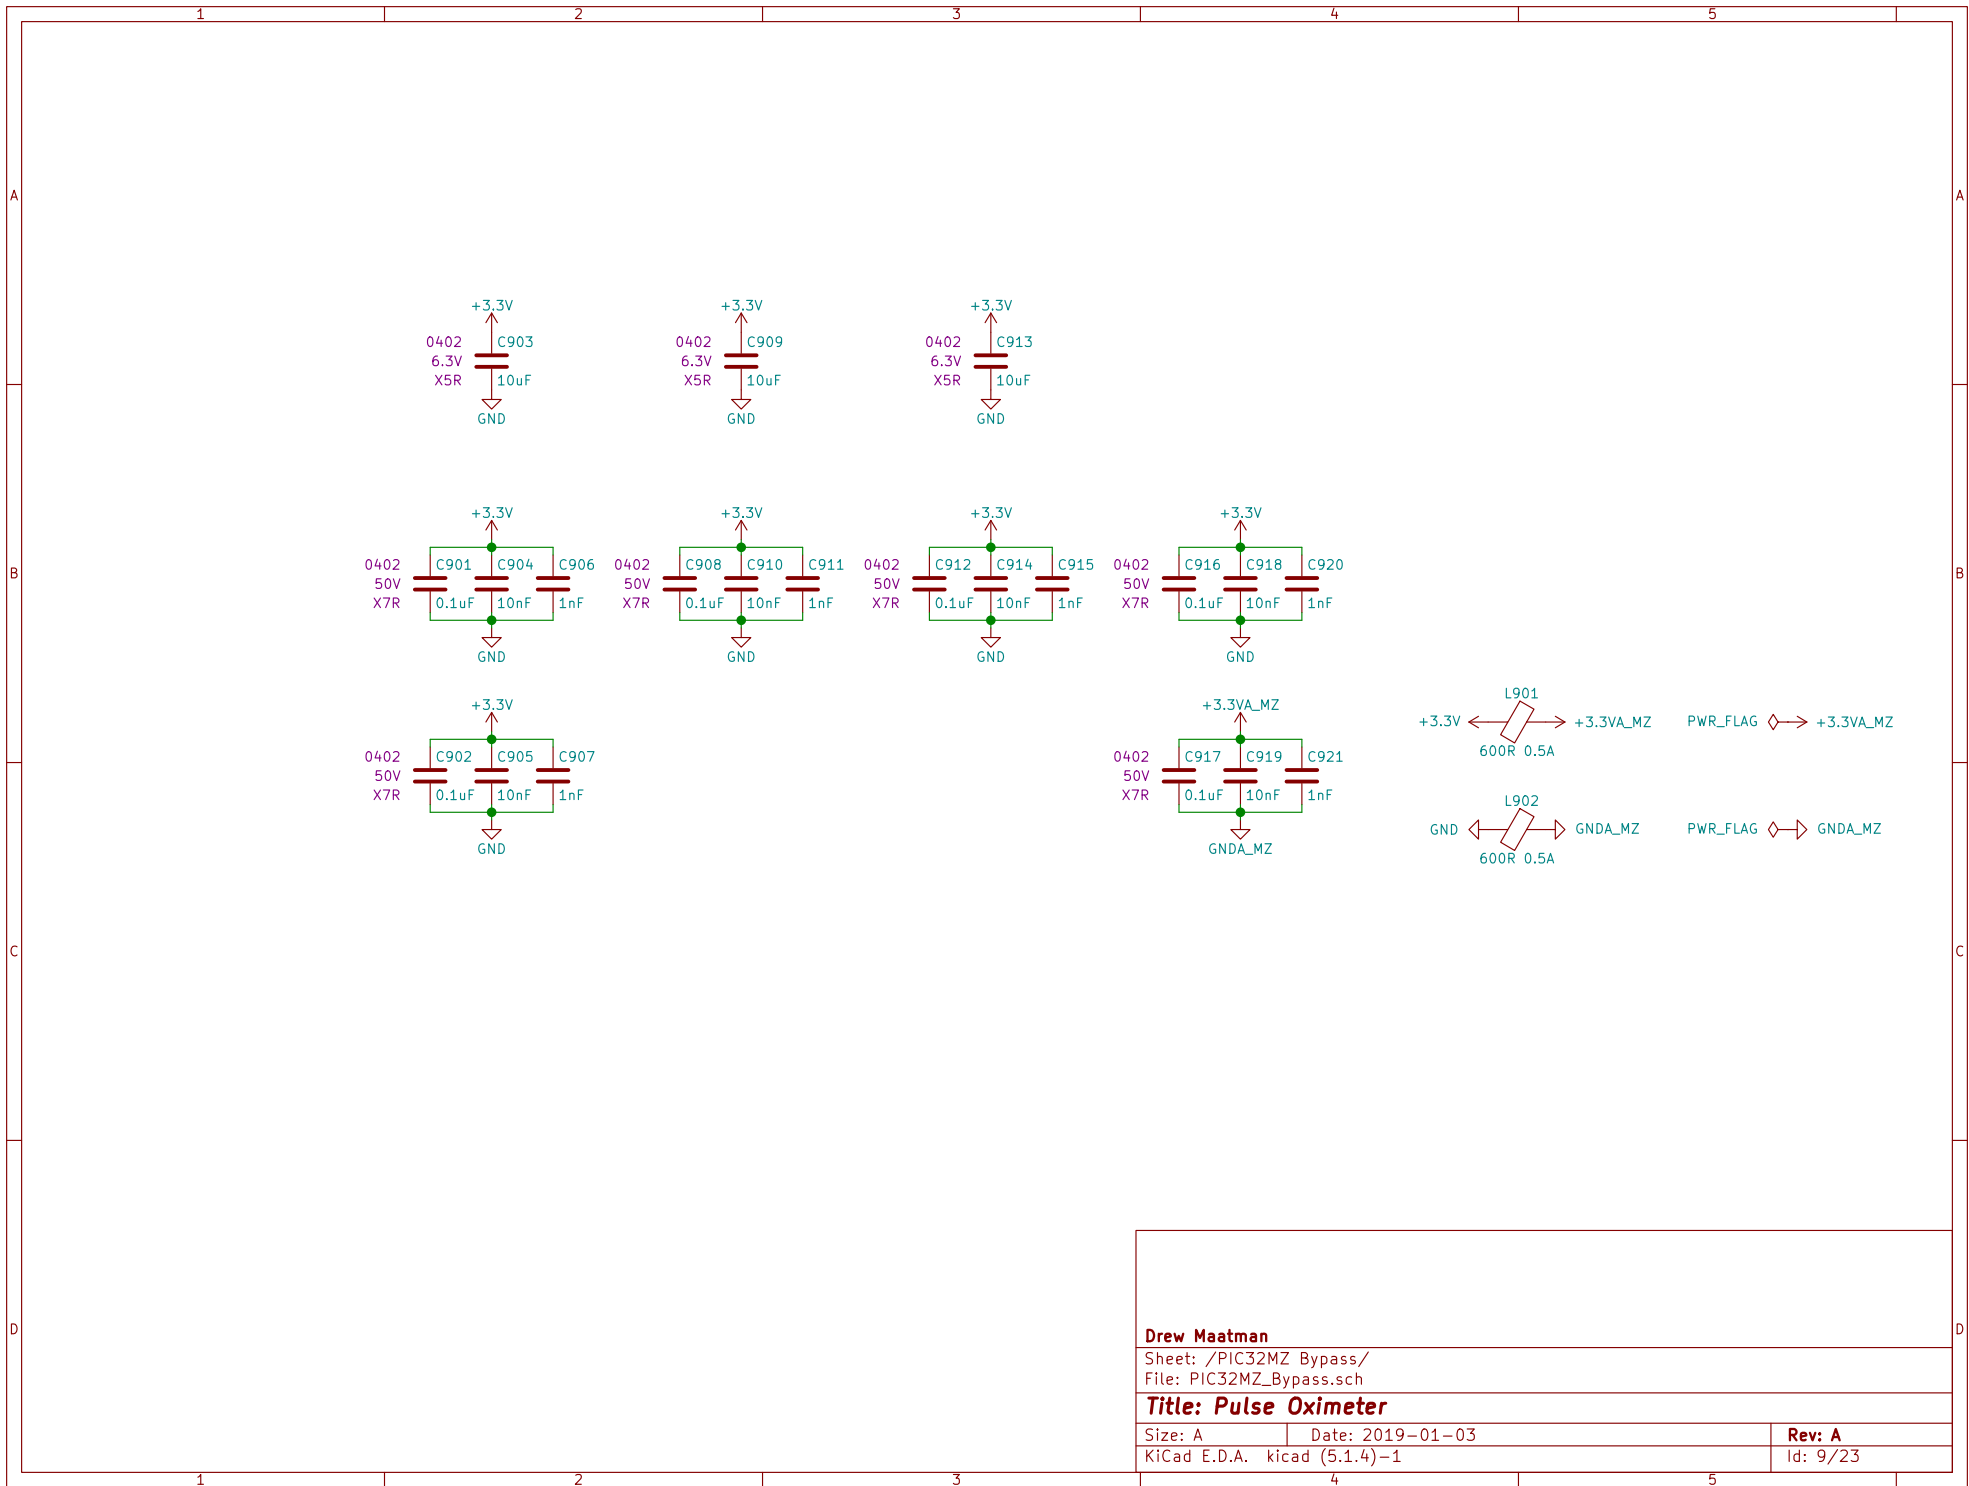 1 2 3 4 5
A A
+3.3V +3.3V +3.3V
0402 C903 0402 C909 0402 C913
6.3V 6.3V 6.3V
X5R 10uF X5R 10uF X5R 10uF
GND GND GND
+3.3V +3.3V +3.3V +3.3V
0402 C901 C904 C906 0402 C908 C910 C911 0402 C912 C914 C915 0402 C916 C918 C920
B 50V 50V 50V 50V B
X7R 0.1uF 10nF 1nF X7R 0.1uF 10nF 1nF X7R 0.1uF 10nF 1nF X7R 0.1uF 10nF 1nF
GND GND GND GND
L901
+3.3V +3.3VA_MZ
+3.3V +3.3VA_MZ PWR_FLAG +3.3VA_MZ
600R 0.5A
0402 C902 C905 C907 0402 C917 C919 C921
50V 50V
X7R 0.1uF 10nF 1nF X7R 0.1uF 10nF 1nF
L902
GND GNDA_MZ PWR_FLAG GNDA_MZ
GND GNDA_MZ
600R 0.5A
C C
D D
Drew Maatman
Sheet: /PIC32MZ Bypass/
File: PIC32MZ_Bypass.sch
Title: Pulse Oximeter
Size: A Date: 2019-01-03 Rev: A
KiCad E.D.A. kicad (5.1.4)-1 Id: 9/23
1 2 3 4 5